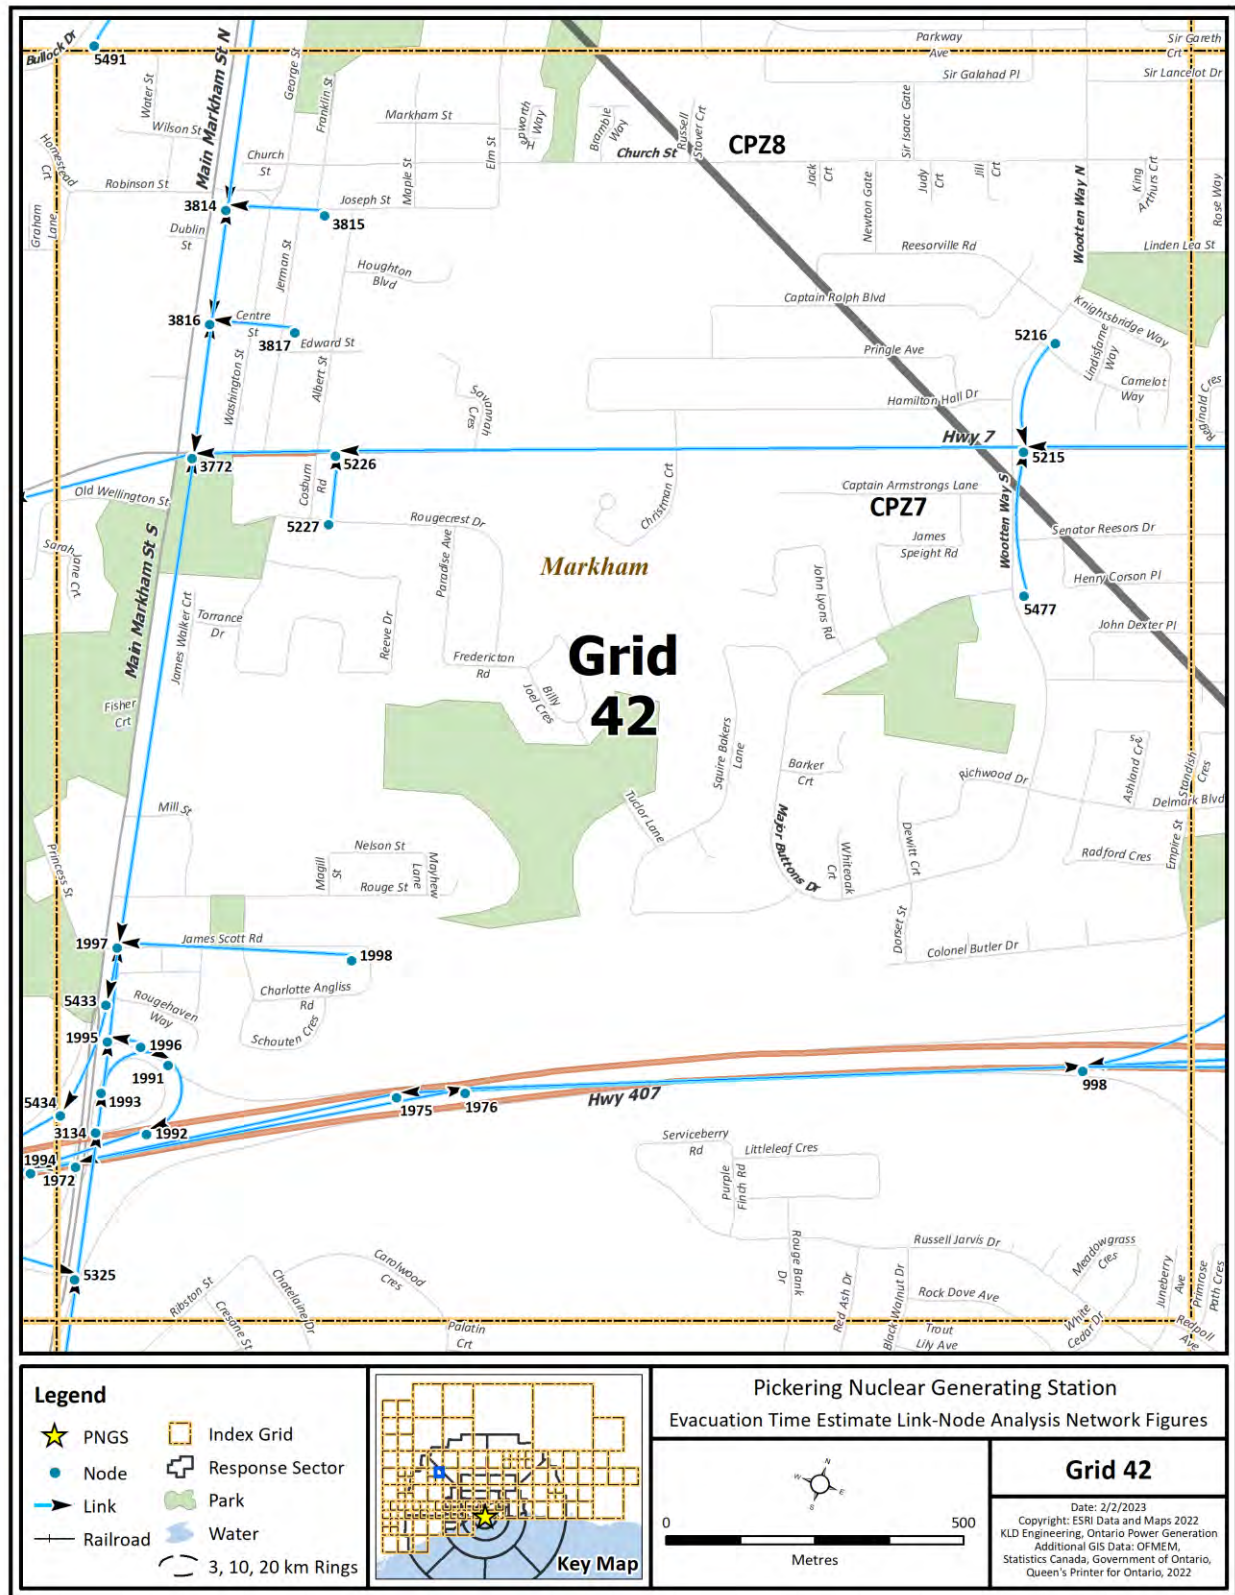 Bullock Dr
5491
Main Markham St N
George St
Franklin St
Water St
Wilson St
Markham St
Church
St
Maple St
Elm St
Hepworth
Way
Bramble
Way
Russell
Stover Crt
Church St
CPZ8
Parkway
Ave
Sir Gareth
Crt
Sir Galahad Pl
Sir Lancelot Dr
Sir Isaac Gate
Jack
Crt
Newton Gate
Judy
Crt
Jill
Crt
Wootten Way N
King
Arthurs Crt
Rose Way
Homestead
Crt
Robinson St
Graham
Lane
3814
Dublin
St
Joseph St
3815
Jerman St
Houghton
Blvd
Reesorville Rd
Linden Lea St
Captain Rolph Blvd
3816
Centre
St
3817
Edward St
Washington St
Albert St
Savannah
Cres
Pringle Ave
5216
Knightsbridge Way
Lindisfame
Way
Camelot
Way
Reginald Cres
Hamilton Hall Dr
Hwy 7
3772
5226
5215
Old Wellington St
Cosburn
Rd
5227
Rougecrest Dr
Christman Crt
Captain Armstrongs Lane
CPZ7
Wootten Way S
James
Speight Rd
Senator Reesors Dr
Henry Corson Pl
5477
John Dexter Pl
Sarah
Jane Crt
Main Markham St S
James Walker Crt
Torrance
Dr
Reeve Dr
Paradise Ave
Markham
John Lyons Rd
Fredericton
Rd
Billy
Joel Cres
Grid
42
Fisher
Crt
Squire Bakers
Lane
Barker
Crt
Richwood Dr
Ashland Crs
Standish
Cres
Delmark Blvd
Mill St
Tuclor Lane
Major Buttons Dr
Whiteoak
Crt
Dewitt Crt
Radford Cres
Empire St
Princess St
Nelson St
Magill
St
Mayhew
Lane
Rouge St
Dorset St
Colonel Butler Dr
1997
James Scott Rd
1998
5433
Rougehaven
Way
Charlotte Angliss
Rd
Schouten Cres
1995
1996
1991
1993
5434
3134
1992
1975
1976
Hwy 407
998
1994
1972
Serviceberry
Rd
Littleleaf Cres
Purple
Finch Rd
5325
Ribston St
Cresane St
Chatelaine Dr
Carolwood
Cres
Palatin
Crt
Rouge Bank
Dr
Red Ash Dr
Black Walnut Dr
Russell Jarvis Dr
Rock Dove Ave
Trout
Lily Ave
Meadowgrass
Cres
White
Cedar Dr
Juneberry
Ave
Primrose
Path Cres
Redpoll
Ave
Legend
PNGS
Node
Link
Railroad
Index Grid
Response Sector
Park
Water
3, 10, 20 km Rings
Key Map
Pickering Nuclear Generating Station
Evacuation Time Estimate Link-Node Analysis Network Figures
N
W
E
S
0
500
Metres
Grid 42
Date: 2/2/2023
Copyright: ESRI Data and Maps 2022
KLD Engineering, Ontario Power Generation
Additional GIS Data: OFMEM,
Statistics Canada, Government of Ontario,
Queen's Printer for Ontario, 2022